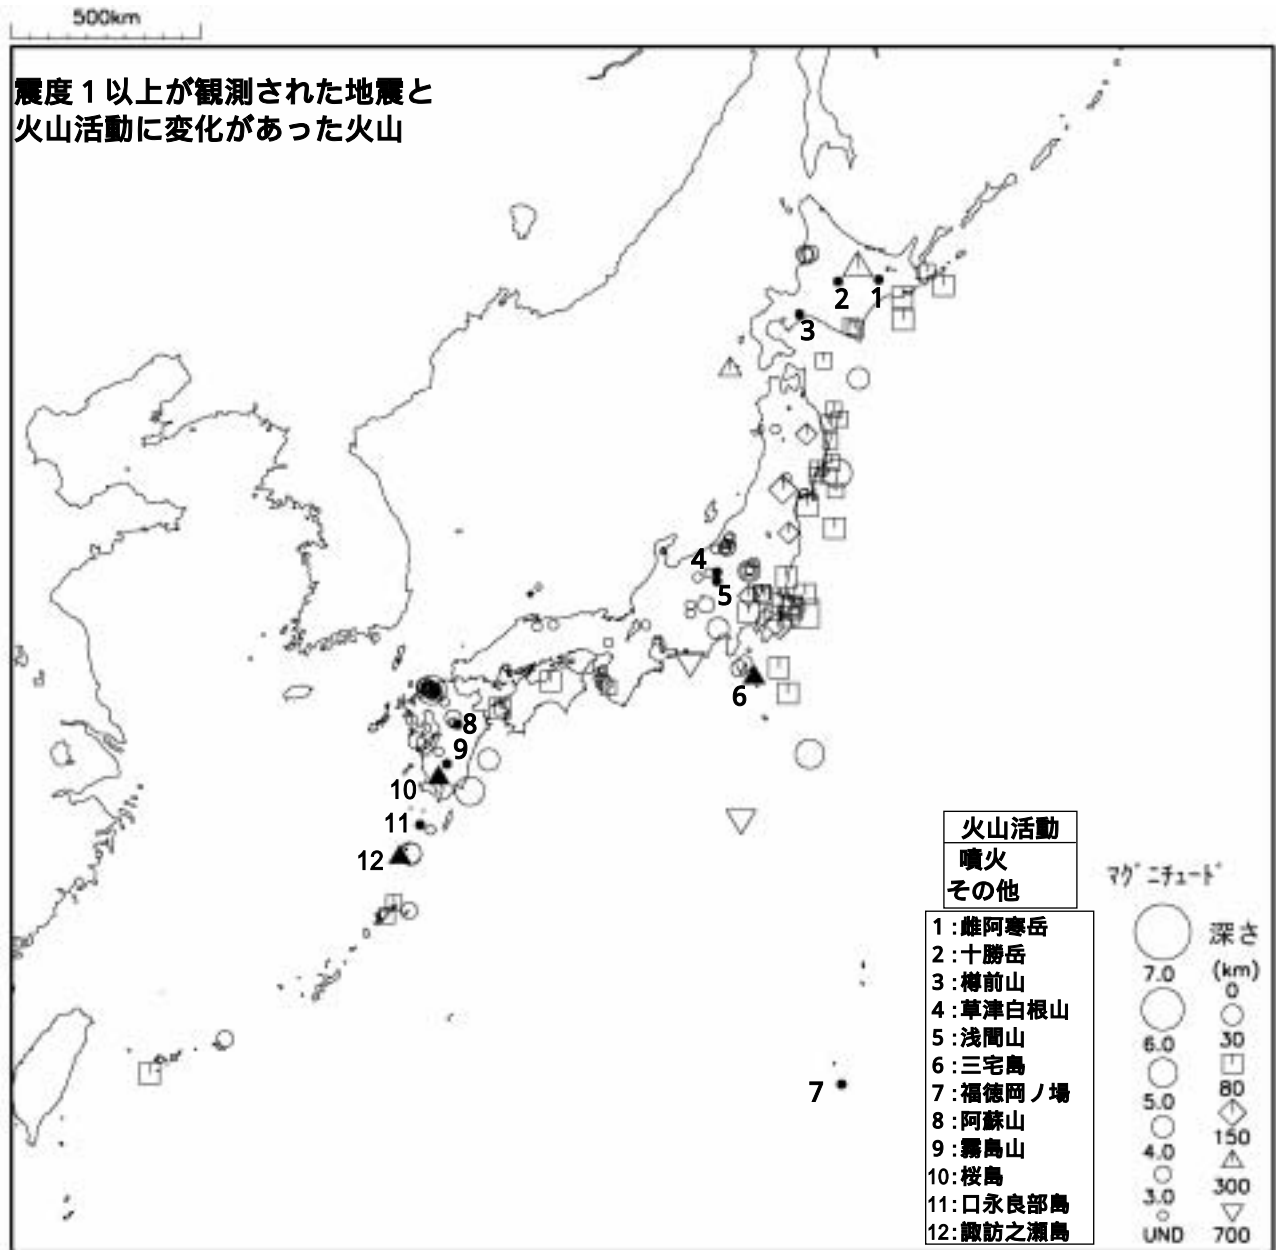 500km
震度1以上が観測された地震と
火山活動に変化があった火山
1
2
3
4
5
6
7
8
9
10
11
12
火山活動
噴火
その他
1:雌阿寒岳
2:十勝岳
3:樽前山
4:草津白根山
5:浅間山
6:三宅島
7:福徳岡ノ場
8:阿蘇山
9:霧島山
10:桜島
11:口永良部島
12:諏訪之瀬島
マグニチュード
7.0
6.0
5.0
4.0
3.0
UND
深さ
(km)
0
30
80
150
300
700